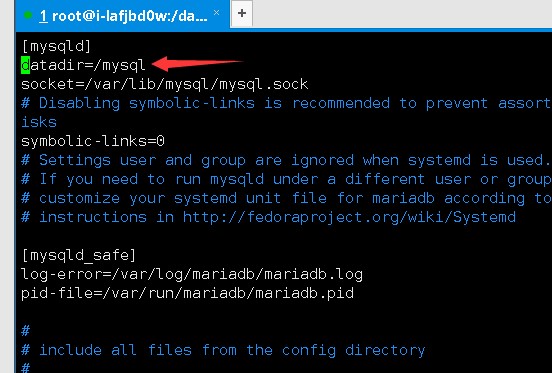 1 root@i-lafjbd0w:/da...
[mysqld]
datadir=/mysql
socket=/var/lib/mysql/mysql.sock
# Disabling symbolic-links is recommended to prevent assort
isks
symbolic-links=0
# Settings user and group are ignored when systemd is used.
# If you need to run mysqld under a different user or group
# customize your systemd unit file for mariadb according to
# instructions in http://fedoraproject.org/wiki/Systemd
[mysqld_safe]
log-error=/var/log/mariadb/mariadb.log
pid-file=/var/run/mariadb/mariadb.pid
#
# include all files from the config directory
#